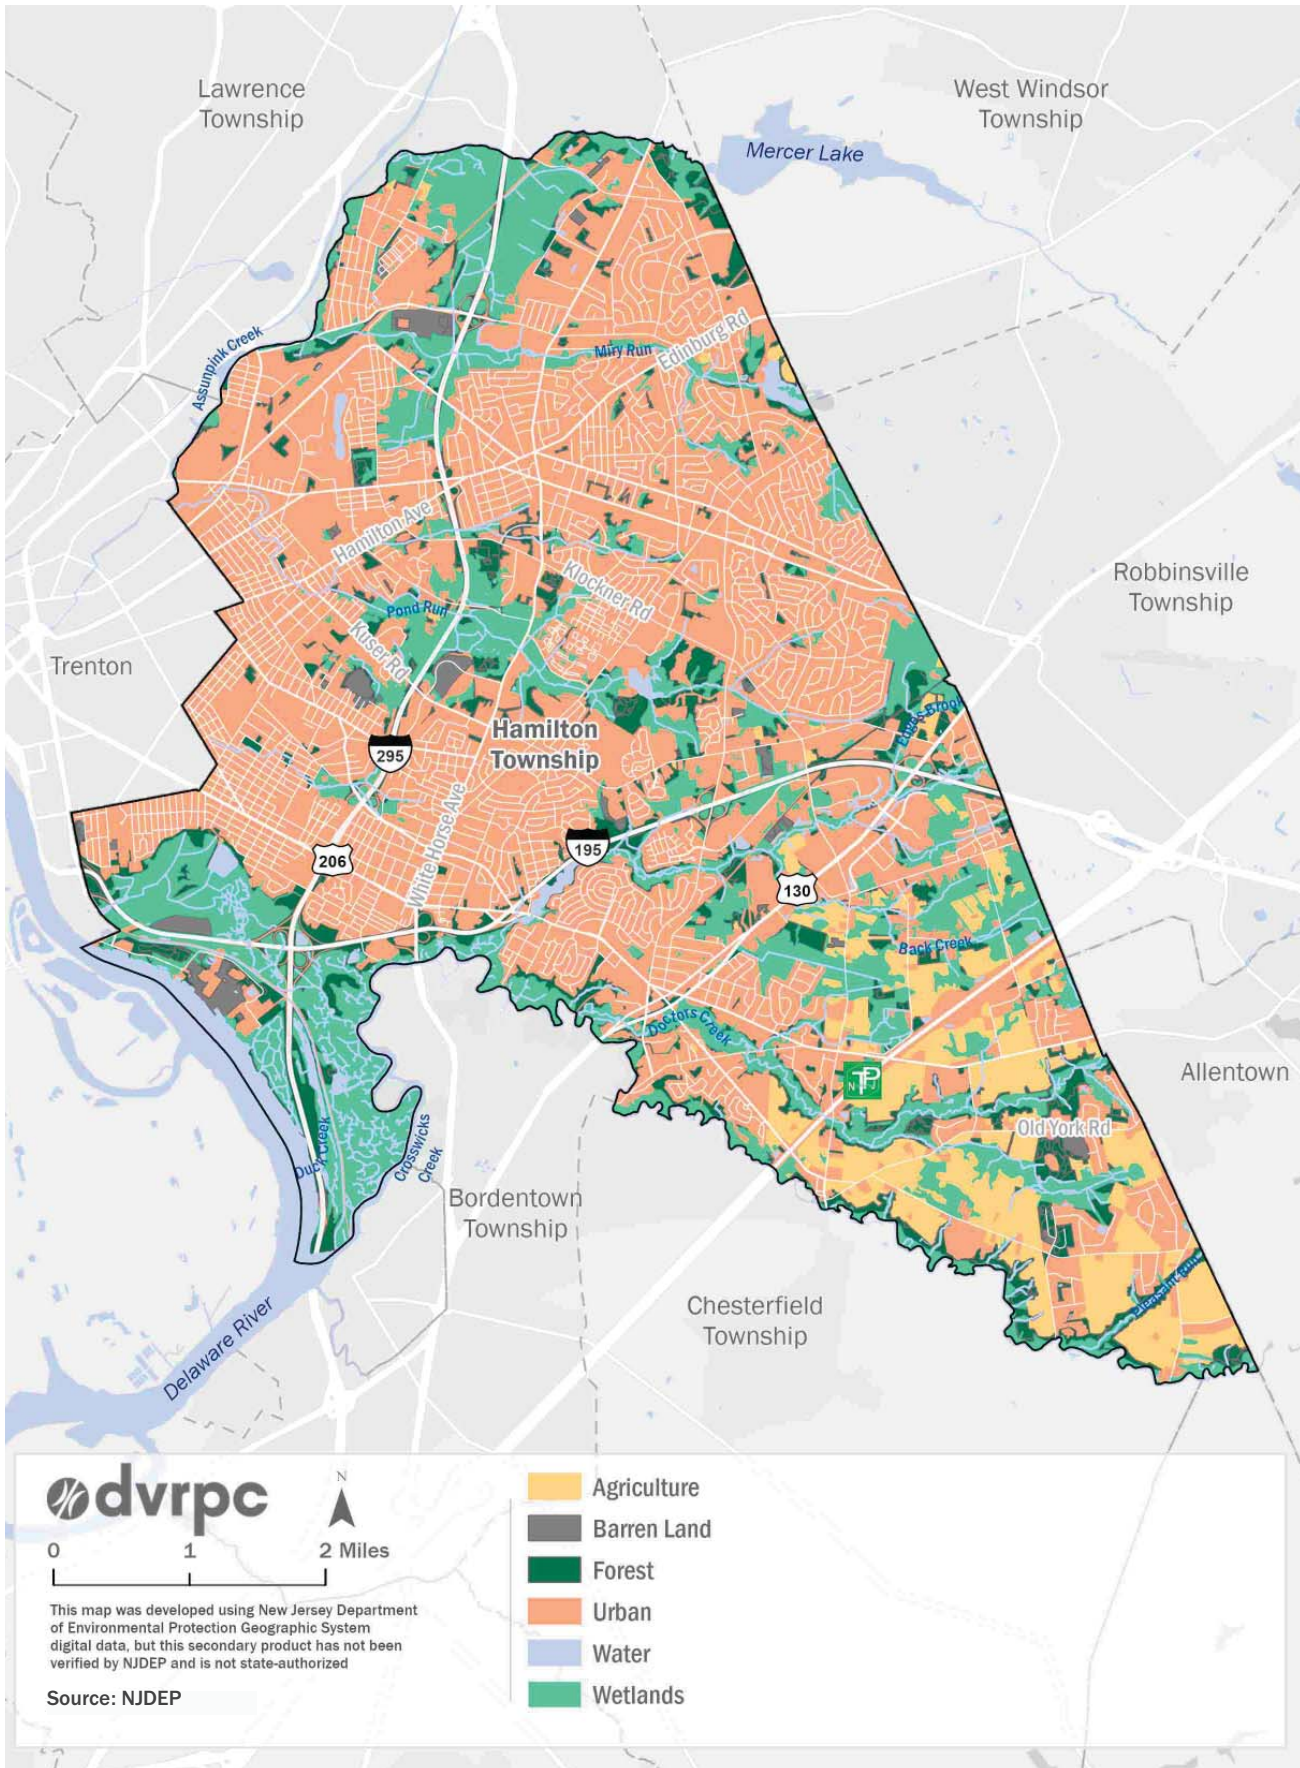 Lawrence
Township
West Windsor
Township
Mercer Lake
Assunpink Creek
Miry Run
Edinburg Rd
Hamilton Ave
Klockner Rd
Pond Run
Kuser Rd
Robbinsville
Township
Trenton
Hamilton
Township
295
White Horse Ave
195
206
130
Back Creek
Doctors Creek
TP
N J
Allentown
Old York Rd
Duck Creek
Crosswicks
Creek
Bordentown
Township
Pleasant Run
Chesterfield
Township
Delaware River
dvrpc
N
0 1 2 Miles
This map was developed using New Jersey Department
of Environmental Protection Geographic System
digital data, but this secondary product has not been
verified by NJDEP and is not state-authorized
Source: NJDEP
Agriculture
Barren Land
Forest
Urban
Water
Wetlands